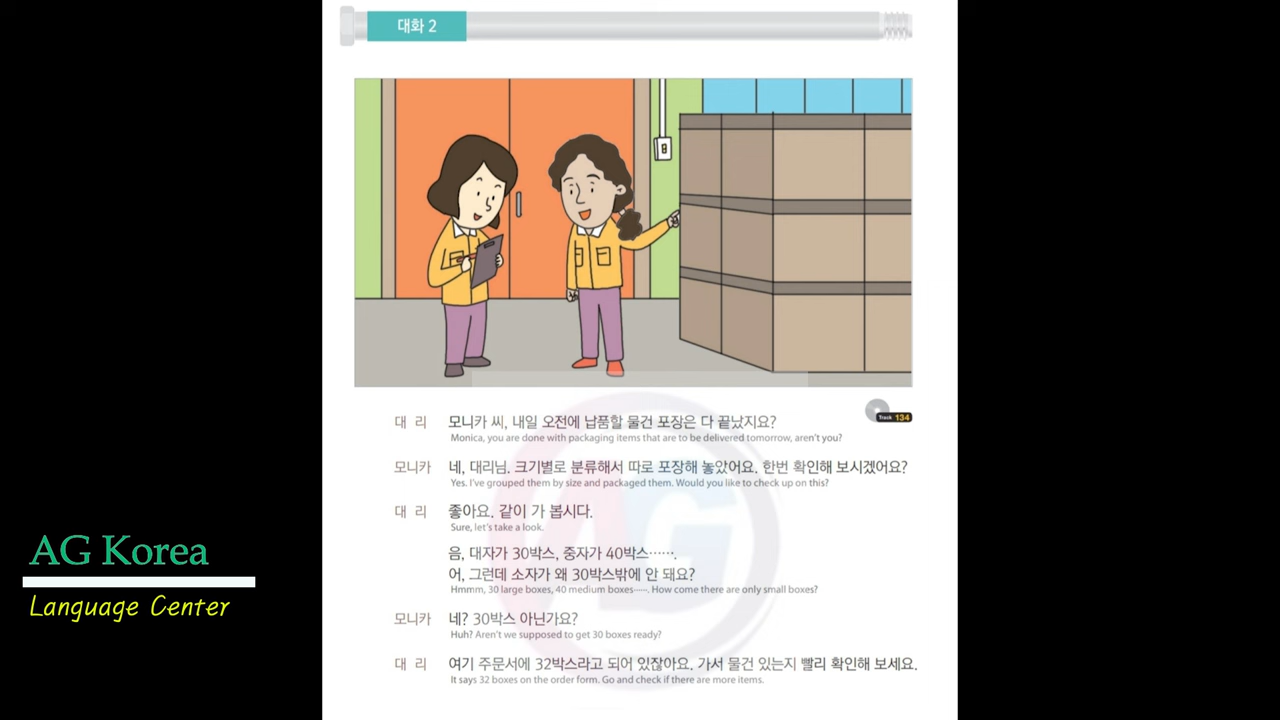 대화 2
Track 134
대 리 모니카 씨, 내일 오전에 납품할 물건 포장은 다 끝났지요?
Monica, you are done with packaging items that are to be delivered tomorrow, aren't you?
모니카 네, 대리님. 크기별로 분류해서 따로 포장해 놓았어요. 한번 확인해 보시겠어요?
Yes. I've grouped them by size and packaged them. Would you like to check up on this?
대 리 좋아요. 같이 가 봅시다.
Sure, let's take a look.
음, 대자가 30박스, 중자가 40박스…….
어, 그런데 소자가 왜 30박스밖에 안 돼요?
Hmmm, 30 large boxes, 40 medium boxes……. How come there are only small boxes?
모니카 네? 30박스 아닌가요?
Huh? Aren't we supposed to get 30 boxes ready?
대 리 여기 주문서에 32박스라고 되어 있잖아요. 가서 물건 있는지 빨리 확인해 보세요.
It says 32 boxes on the order form. Go and check if there are more items.
AG Korea
Language Center
AG